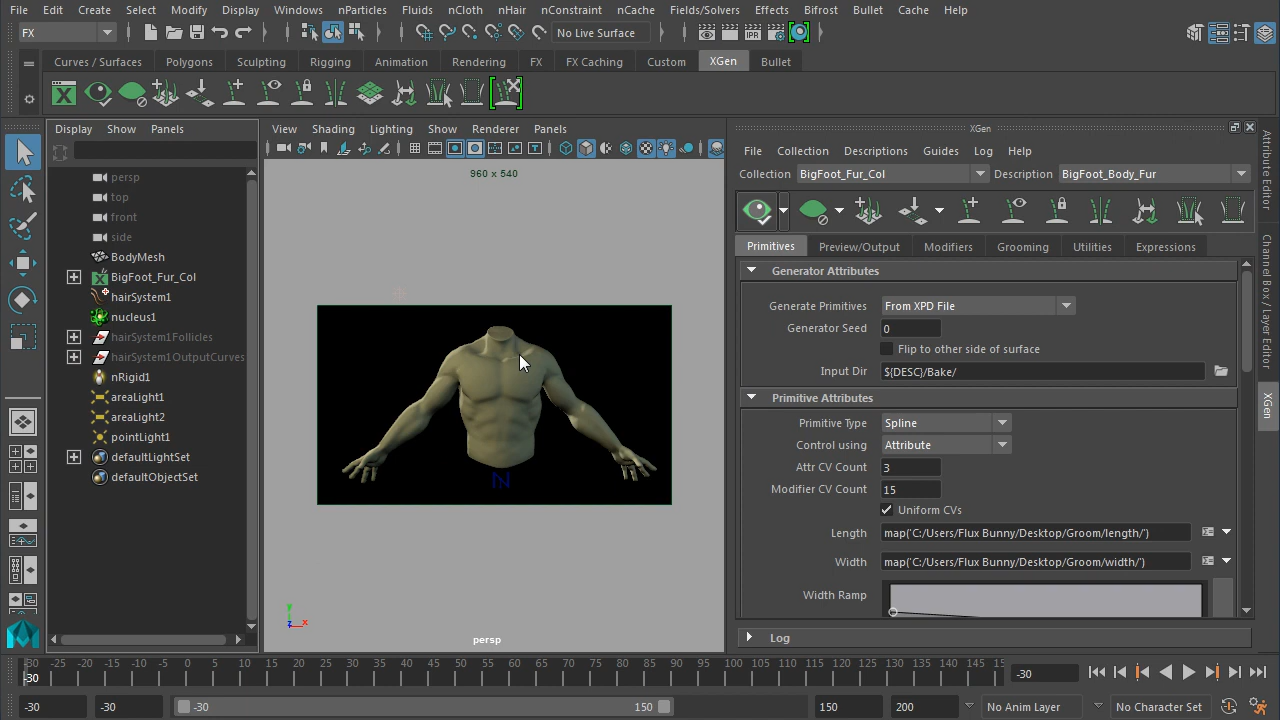 File Edit Create Select Modify Display Windows nParticles Fluids nCloth nHair nConstraint nCache Fields/Solvers Effects Bifrost Bullet Cache Help
FX No Live Surface IPR
Curves / Surfaces Polygons Sculpting Rigging Animation Rendering FX FX Caching Custom XGen Bullet
Display Show Panels
persp
top
front
side
BodyMesh
BigFoot_Fur_Col
hairSystem1
nucleus1
hairSystem1Follicles
hairSystem1OutputCurves
nRigid1
areaLight1
areaLight2
pointLight1
defaultLightSet
defaultObjectSet
View Shading Lighting Show Renderer Panels
960 x 540
N
y
z
x
persp
XGen
File Collection Descriptions Guides Log Help
Collection BigFoot_Fur_Col Description BigFoot_Body_Fur
Primitives Preview/Output Modifiers Grooming Utilities Expressions
Generator Attributes
Generate Primitives From XPD File
Generator Seed 0
Flip to other side of surface
Input Dir ${DESC}/Bake/
Primitive Attributes
Primitive Type Spline
Control using Attribute
Attr CV Count 3
Modifier CV Count 15
Uniform CVs
Length map('C:/Users/Flux Bunny/Desktop/Groom/length/')
Width map('C:/Users/Flux Bunny/Desktop/Groom/width/')
Width Ramp
Log
Attribute Editor
Channel Box / Layer Editor
XGen
-30 -25 -20 -15 -10 -5 0 5 10 15 20 25 30 35 40 45 50 55 60 65 70 75 80 85 90 95 100 105 110 115 120 125 130 135 140 145 15
-30
-30
-30 -30 -30 150 150 200 No Anim Layer No Character Set